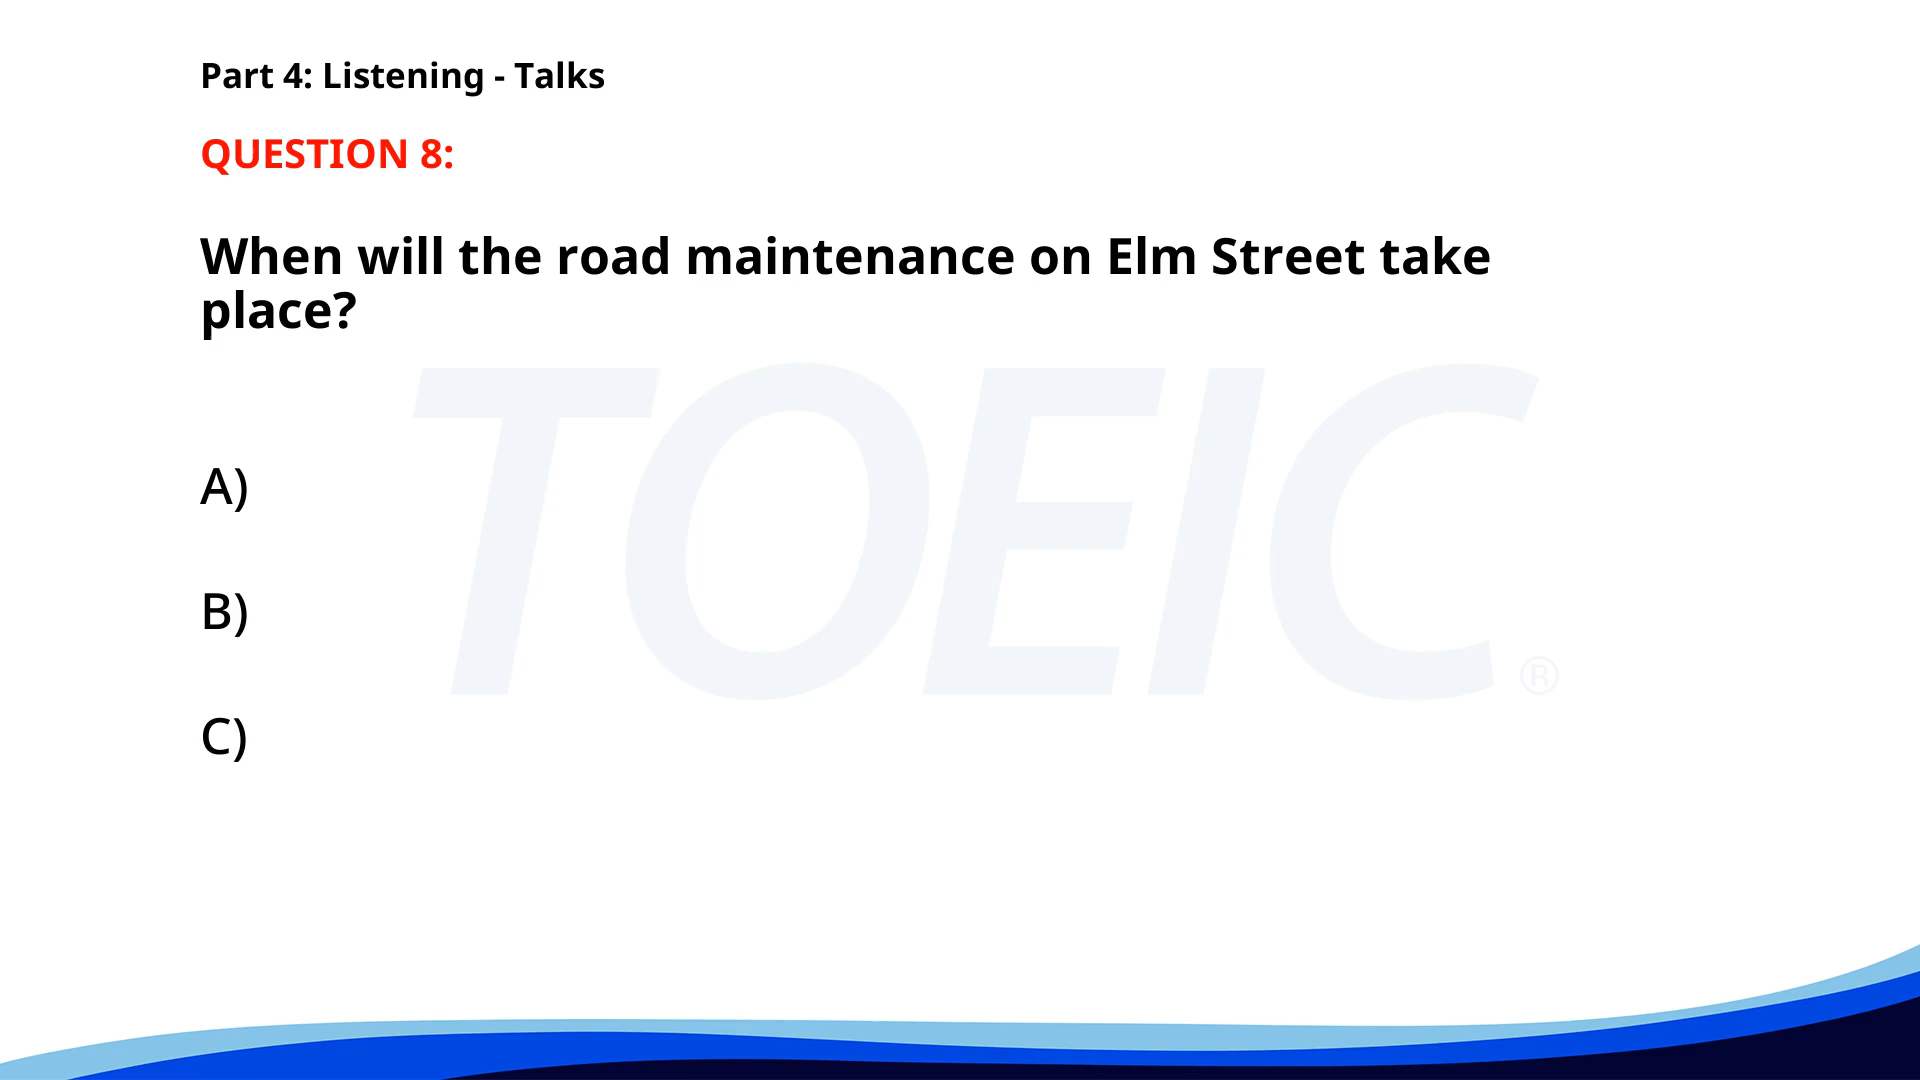 Part 4: Listening - Talks
QUESTION 8:
When will the road maintenance on Elm Street take
place?
TOEIC®
A)
B)
C)